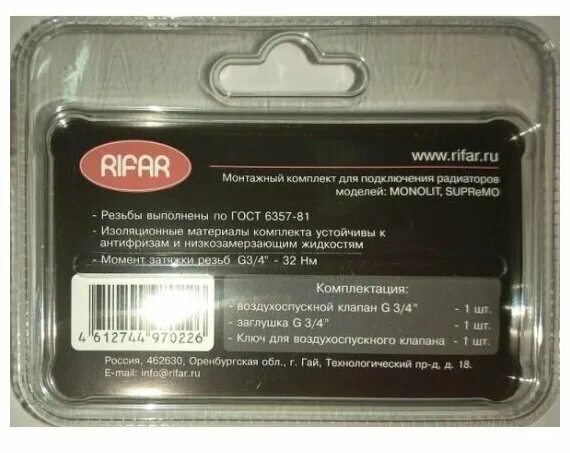 RIFAR
www.rifar.ru
Монтажный комплект для подключения радиаторов
моделей: MONOLIT, SUPReMO
- Резьбы выполнены по ГОСТ 6357-81
- Изоляционные материалы комплекта устойчивы к
антифризам и низкозамерзающим жидкостям
- Момент затяжки резьб G3/4" - 32 Нм
Комплектация:
- воздухоспускной клапан G 3/4" - 1 шт.
- заглушка G 3/4" - 1 шт.
- Ключ для воздухоспускного клапана - 1 шт.
4 612744 970226
Россия, 462630, Оренбургская обл., г. Гай, Технологический пр-д, д. 18.
E-mail: info@rifar.ru